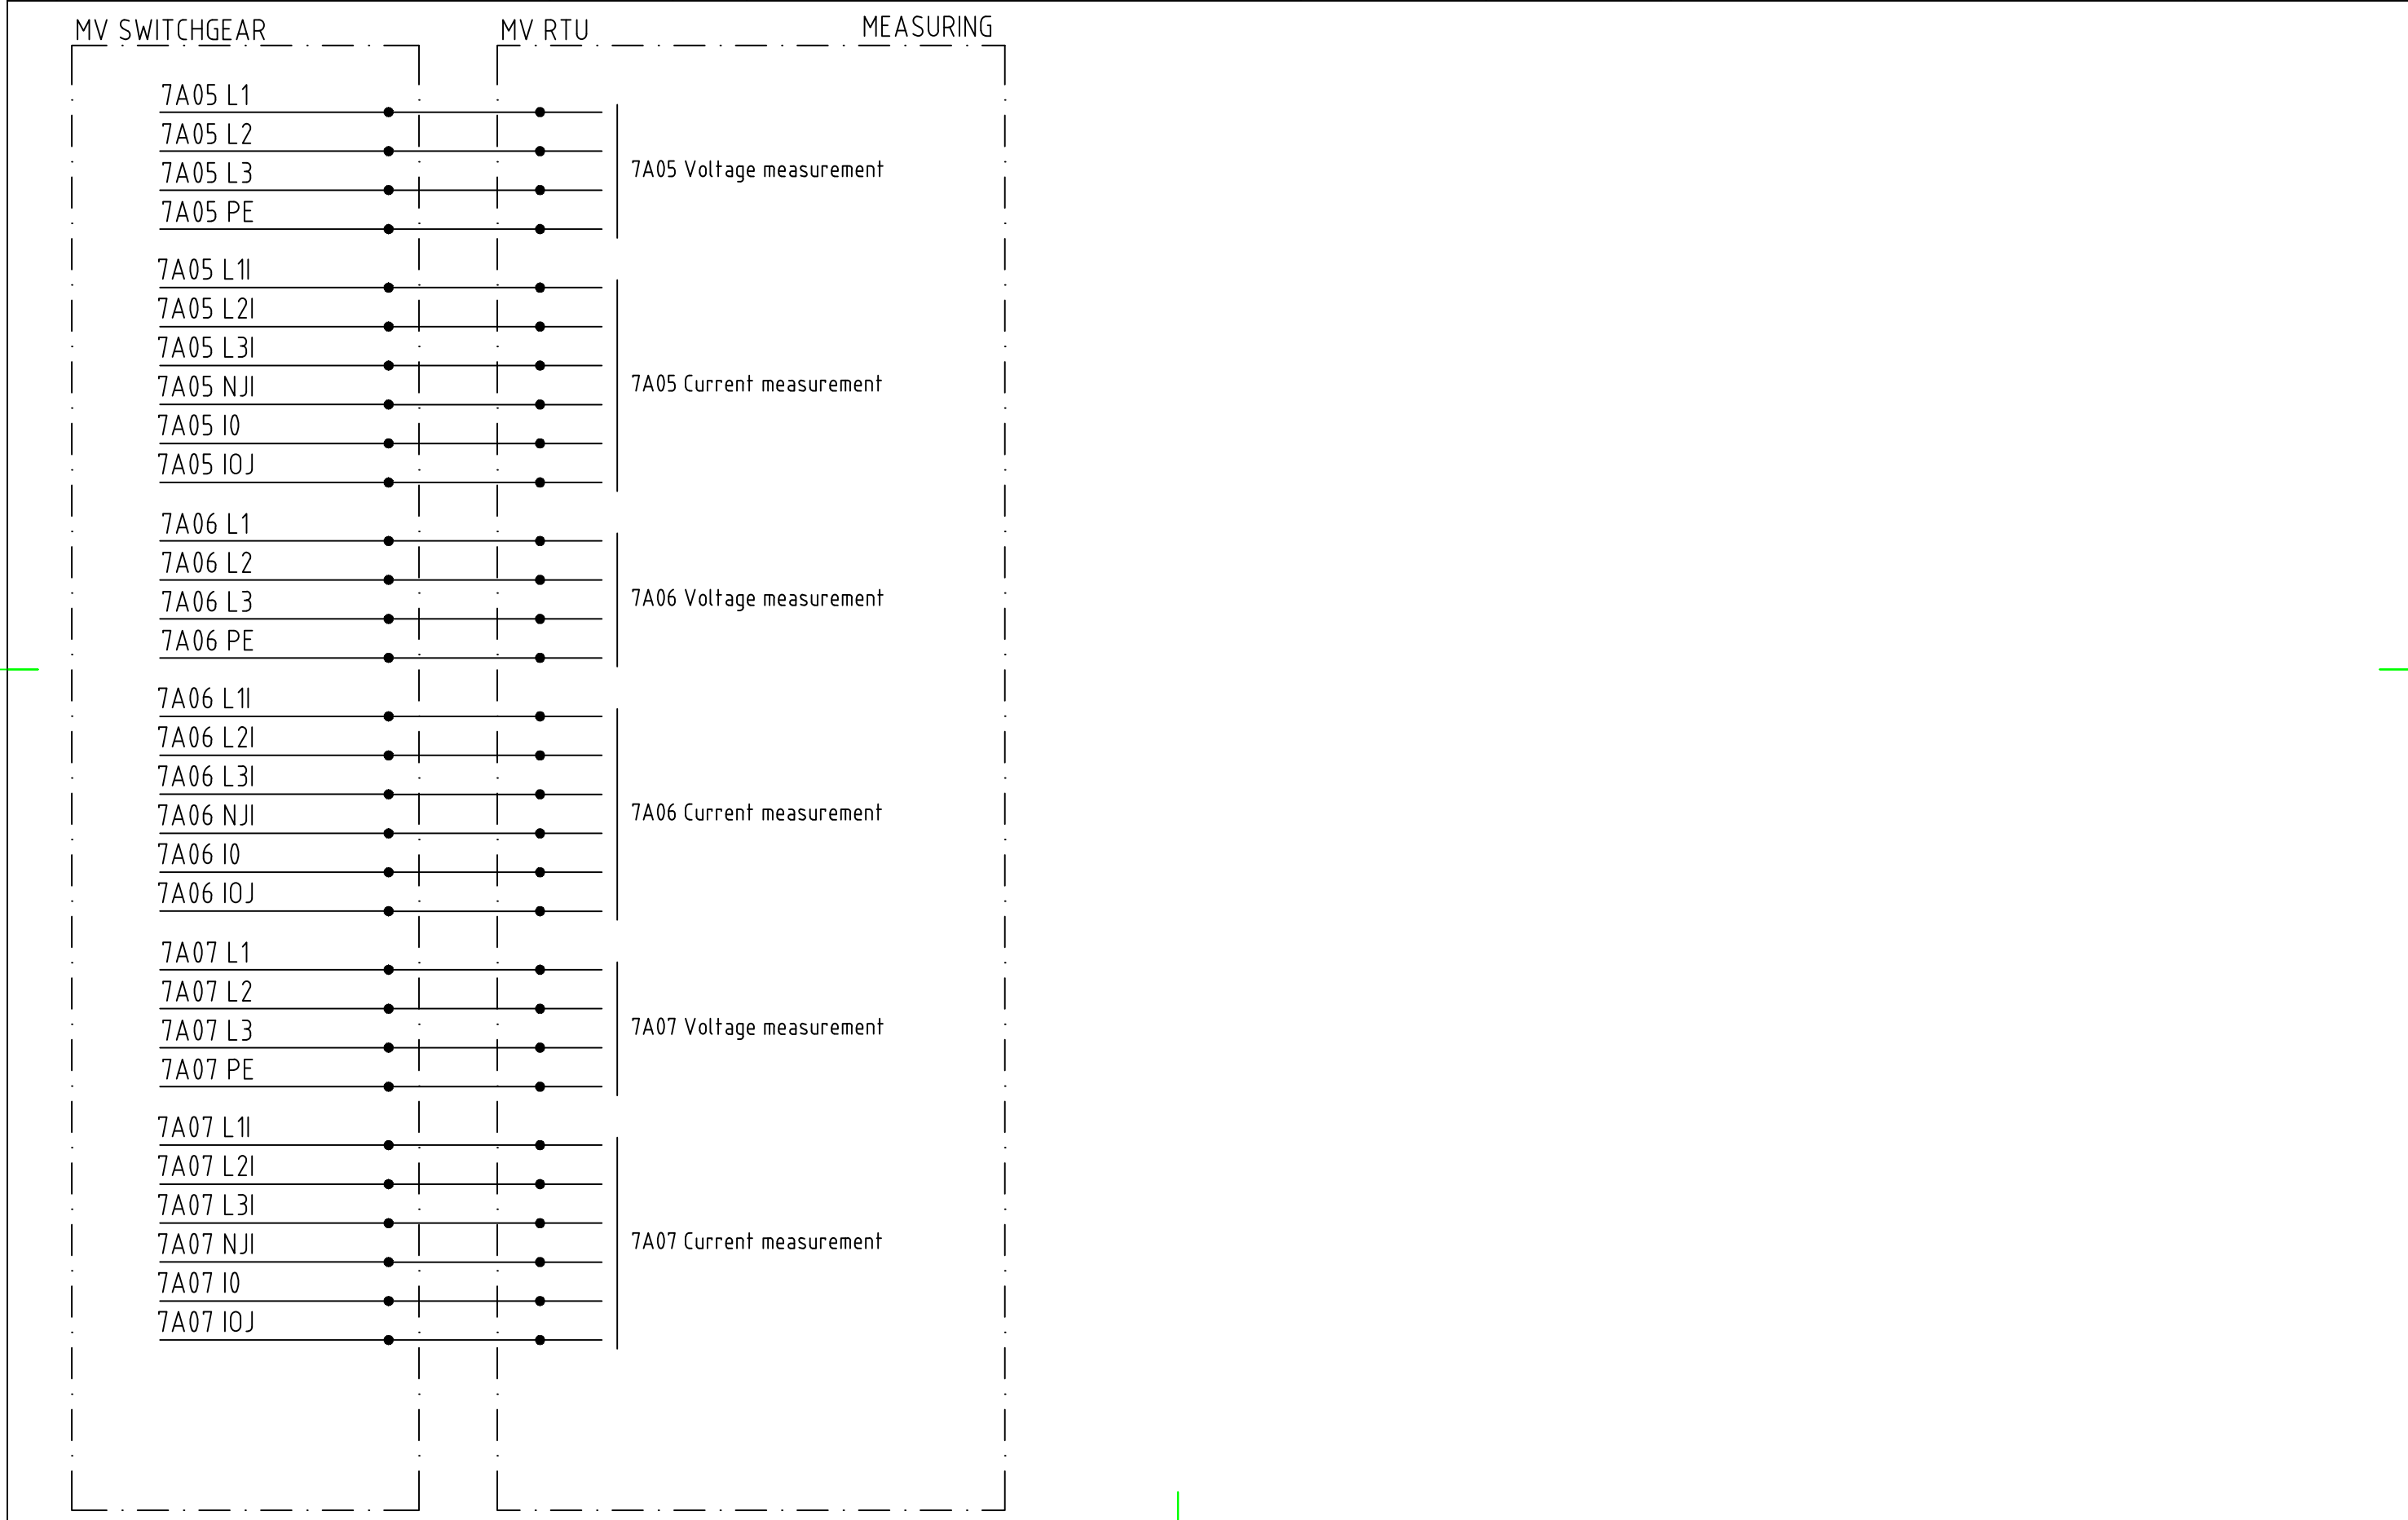 MV SWITCHGEAR
MV RTU
MEASURING
7A05 L1
7A05 L2
7A05 L3
7A05 PE
7A05 Voltage measurement
7A05 L1I
7A05 L2I
7A05 L3I
7A05 NJI
7A05 I0
7A05 IOJ
7A05 Current measurement
7A06 L1
7A06 L2
7A06 L3
7A06 PE
7A06 Voltage measurement
7A06 L1I
7A06 L2I
7A06 L3I
7A06 NJI
7A06 I0
7A06 IOJ
7A06 Current measurement
7A07 L1
7A07 L2
7A07 L3
7A07 PE
7A07 Voltage measurement
7A07 L1I
7A07 L2I
7A07 L3I
7A07 NJI
7A07 I0
7A07 IOJ
7A07 Current measurement